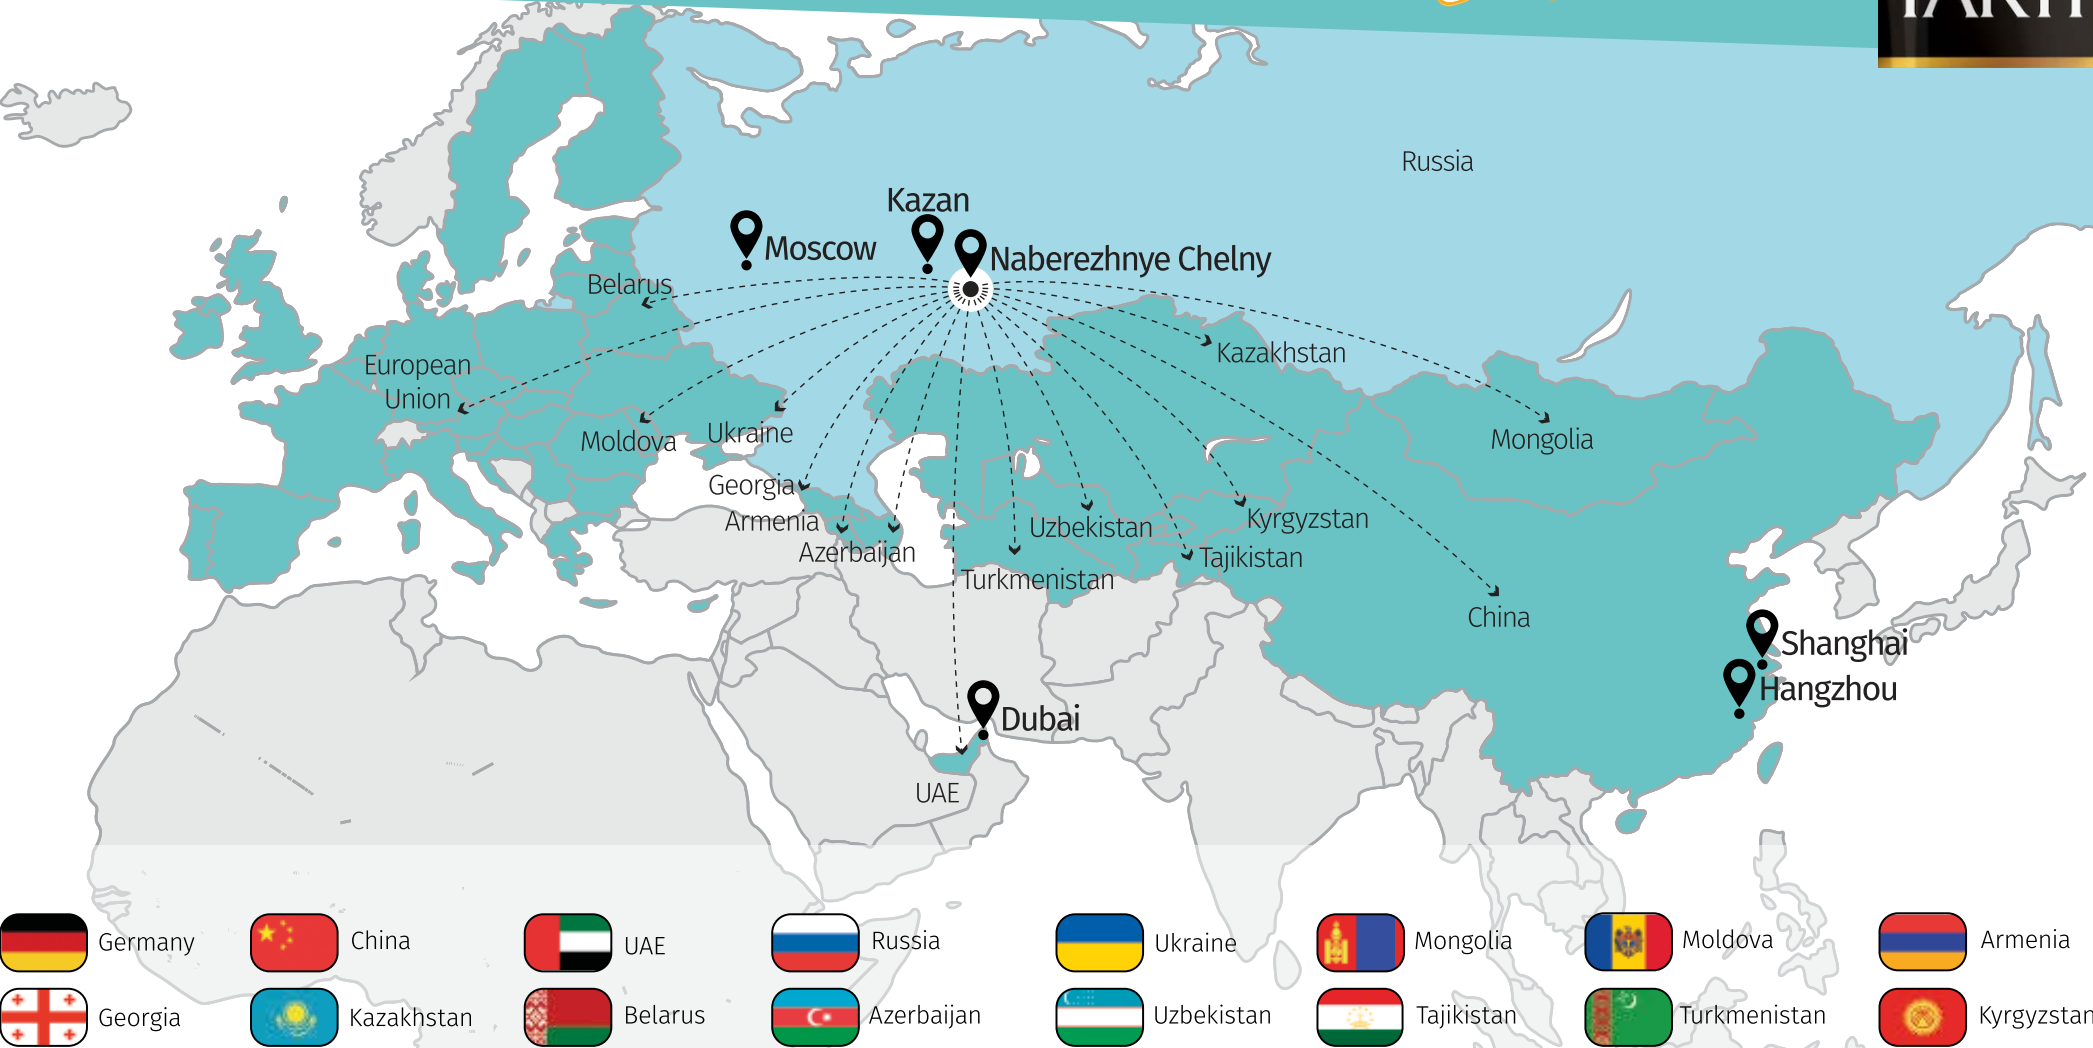 Russia
Kazan
Moscow
Naberezhnye Chelny
Belarus
European
Union
Kazakhstan
Moldova
Ukraine
Mongolia
Georgia
Armenia
Azerbaijan
Uzbekistan
Kyrgyzstan
Tajikistan
Turkmenistan
China
Shanghai
Hangzhou
Dubai
UAE
Germany
China
UAE
Russia
Ukraine
Mongolia
Moldova
Armenia
Georgia
Kazakhstan
Belarus
Azerbaijan
Uzbekistan
Tajikistan
Turkmenistan
Kyrgyzstan